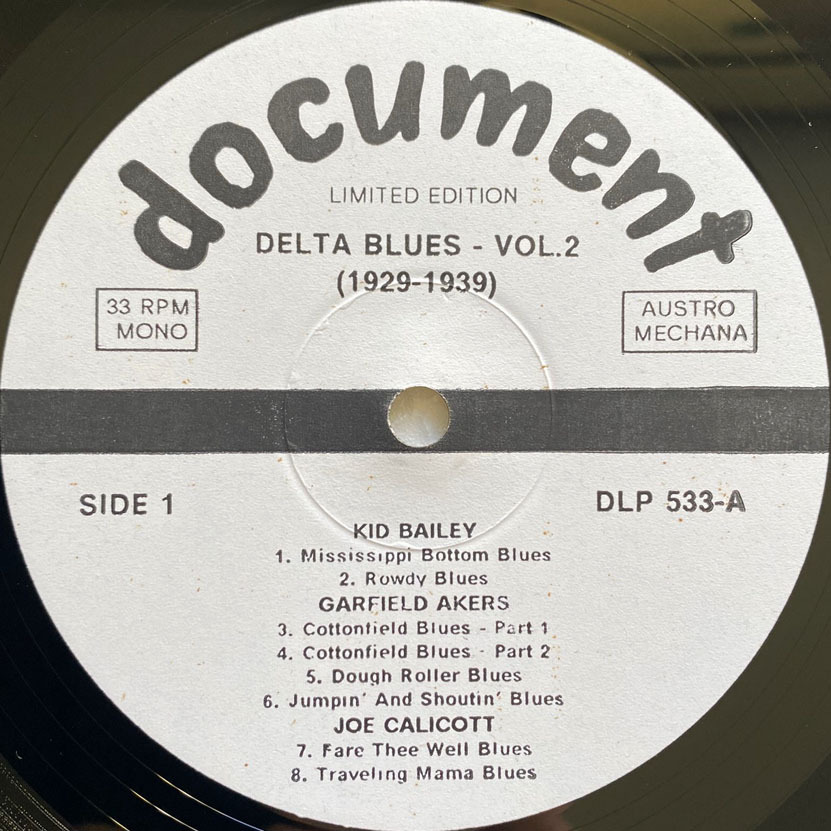 document
LIMITED EDITION
DELTA BLUES - VOL.2
(1929-1939)
33 RPM
MONO
AUSTRO
MECHANA
SIDE 1
DLP 533-A
KID BAILEY
1. Mississippi Bottom Blues
2. Rowdy Blues
GARFIELD AKERS
3. Cottonfield Blues - Part 1
4. Cottonfield Blues - Part 2
5. Dough Roller Blues
6. Jumpin' And Shoutin' Blues
JOE CALICOTT
7. Fare Thee Well Blues
8. Traveling Mama Blues